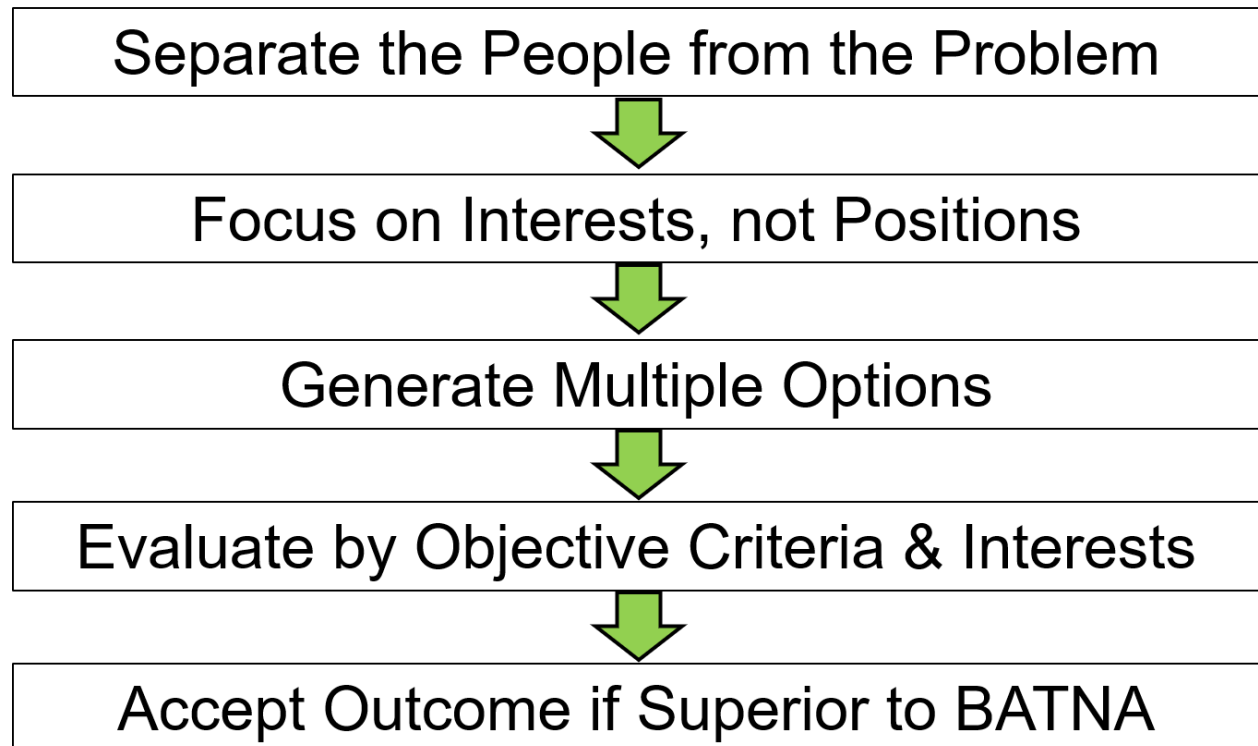 Separate the People from the Problem
Focus on Interests, not Positions
Generate Multiple Options
Evaluate by Objective Criteria & Interests
Accept Outcome if Superior to BATNA